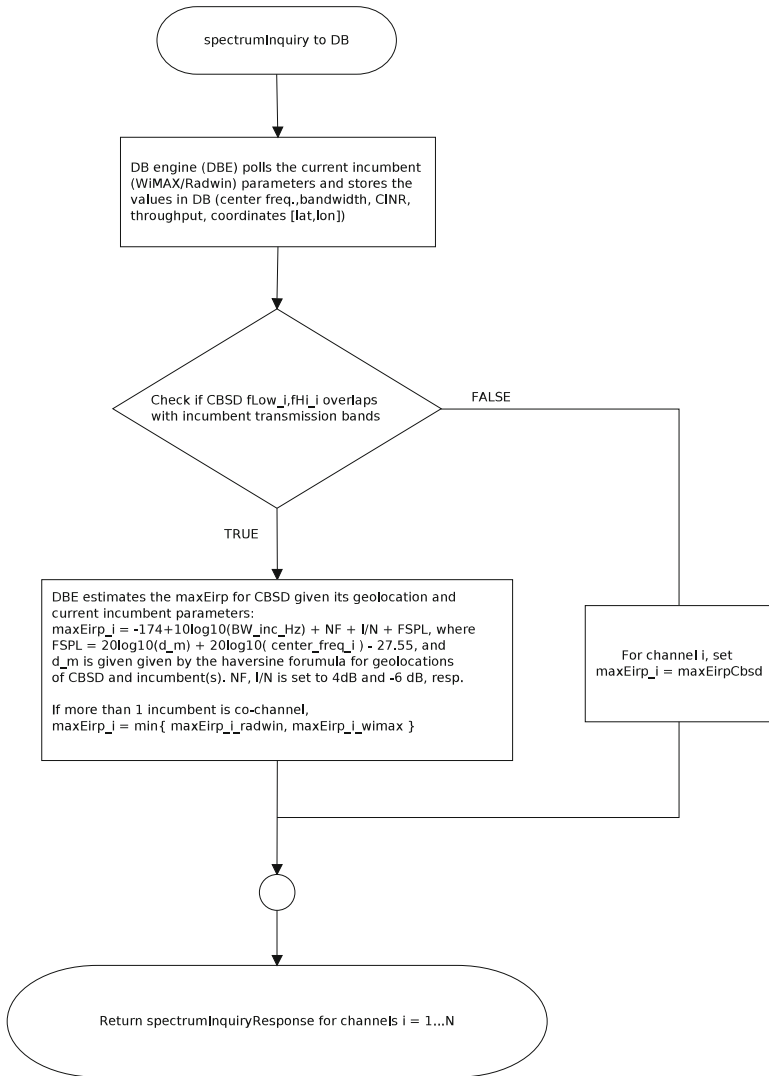 spectrumInquiry to DB
DB engine (DBE) polls the current incumbent
(WiMAX/Radwin) parameters and stores the
values in DB (center freq.,bandwidth, CINR,
throughput, coordinates [lat,lon])
Check if CBSD fLow_i,fHi_i overlaps
with incumbent transmission bands
FALSE
TRUE
DBE estimates the maxEirp for CBSD given its geolocation and
current incumbent parameters:
maxEirp_i = -174+10log10(BW_inc_Hz) + NF + I/N + FSPL, where
FSPL = 20log10(d_m) + 20log10( center_freq_i ) - 27.55, and
d_m is given given by the haversine forumula for geolocations
of CBSD and incumbent(s). NF, I/N is set to 4dB and -6 dB, resp.
If more than 1 incumbent is co-channel,
maxEirp_i = min{ maxEirp_i_radwin, maxEirp_i_wimax }
For channel i, set
maxEirp_i = maxEirpCbsd
Return spectrumInquiryResponse for channels i = 1...N